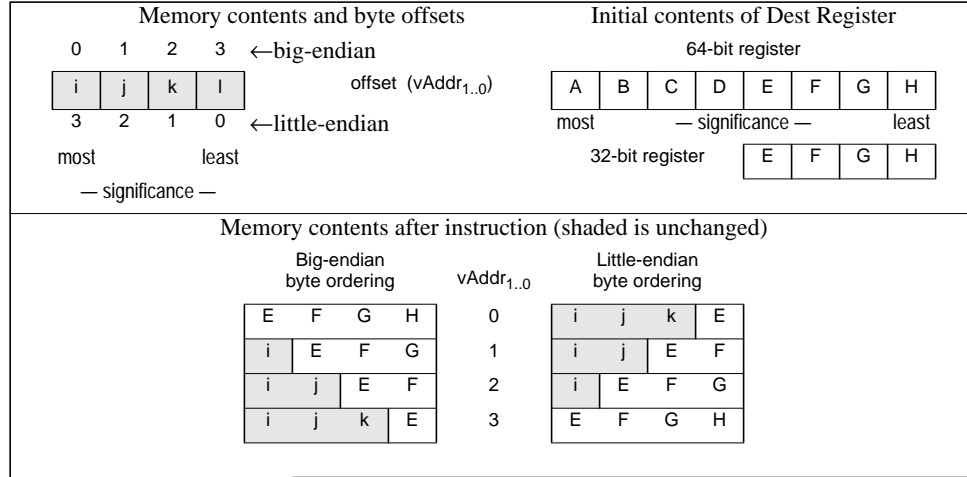 Memory contents and byte offsets
0 1 2 3 ←big-endian
i j k l offset (vAddr1..0)
3 2 1 0 ←little-endian
most least
— significance —
Initial contents of Dest Register
64-bit register
A B C D E F G H
most — significance — least
32-bit register E F G H
Memory contents after instruction (shaded is unchanged)
Big-endian
byte ordering
vAddr1..0
Little-endian
byte ordering
E F G H 0 i j k E
i E F G 1 i j E F
i j E F 2 i E F G
i j k E 3 E F G H